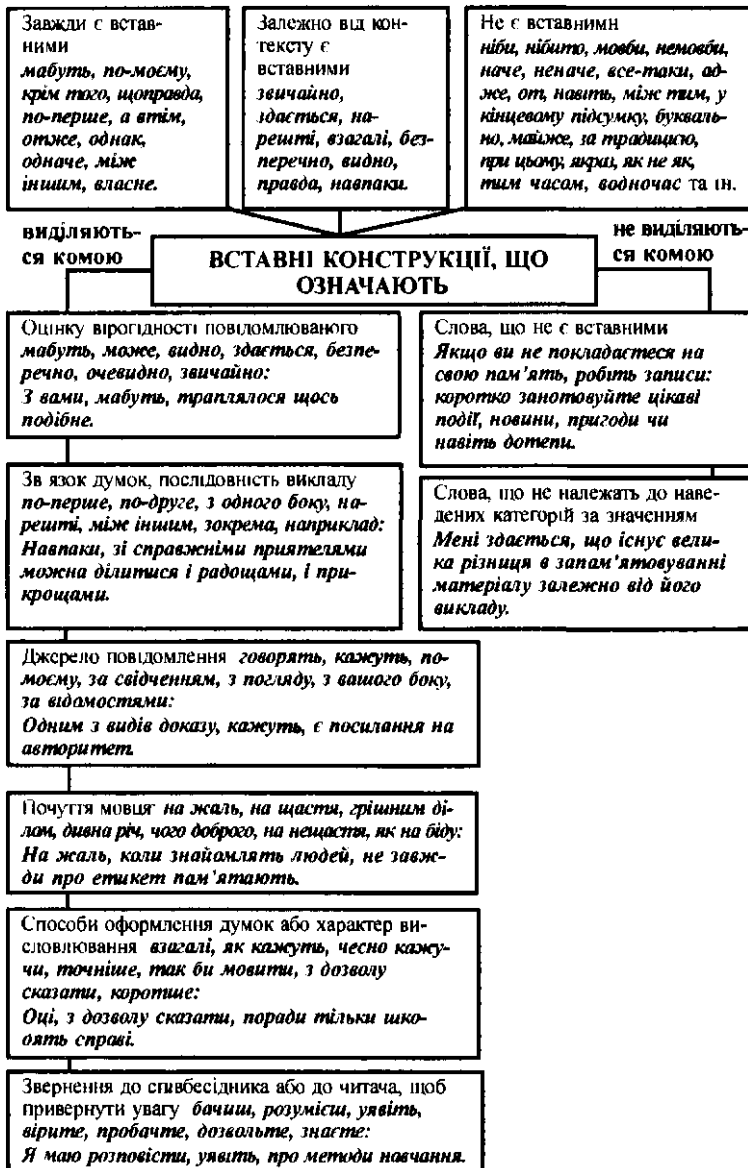 Завжди є встав-
ними
мабуть, по-моєму,
крім того, щоправда,
по-перше, а втім,
отже, однак,
одначе, між
іншим, власне.
Залежно від кон-
тексту є
вставними
звичайно,
здається, на-
решті, взагалі, без-
перечно, видно,
правда, навпаки.
Не є вставними
ніби, нібито, мовби, немовби,
наче, неначе, все-таки, ад-
же, от, навіть, між тим, у
кінцевому підсумку, букваль-
но, майже, за традицією,
при цьому, якраз, як не як,
тим часом, водночас та ін.
виділяють-
ся комою
не виділяють-
ся комою
ВСТАВНІ КОНСТРУКЦІЇ, ЩО
ОЗНАЧАЮТЬ
Оцінку вірогідності повідомлюваного
мабуть, може, видно, здається, безпе-
речно, очевидно, звичайно:
З вами, мабуть, траплялося щось
подібне.
Зв язок думок, послідовність викладу
по-перше, по-друге, з одного боку, на-
решті, між іншим, зокрема, наприклад:
Навпаки, зі справжніми приятелями
можна ділитися і радощами, і при-
крощами.
Джерело повідомлення говорять, кажуть, по-
моєму, за свідченням, з погляду, з вашого боку,
за відомостями:
Одним з видів доказу, кажуть, є посилання на
авторитет.
Почуття мовця: на жаль, на щастя, грішним ді-
лом, дивна річ, чого доброго, на нещастя, як на біду:
На жаль, коли знайомлять людей, не завж-
ди про етикет пам'ятають.
Способи оформлення думок або характер ви-
словлювання взагалі, як кажуть, чесно кажу-
чи, точніше, так би мовити, з дозволу
сказати, коротше:
Оці, з дозволу сказати, поради тільки шко-
дять справі.
Звернення до співбесідника або до читача, щоб
привернути увагу бачиш, розумієш, уявіть,
вірите, пробачте, дозвольте, знаєте:
Я маю розповісти, уявіть, про методи навчання.
Слова, що не є вставними
Якщо ви не покладаєтеся на
свою пам'ять, робіть записи:
коротко занотовуйте цікаві
події, новини, пригоди чи
навіть дотепи.
Слова, що не належать до наве-
дених категорій за значенням
Мені здається, що існує вели-
ка різниця в запам'ятовуванні
матеріалу залежно від його
викладу.